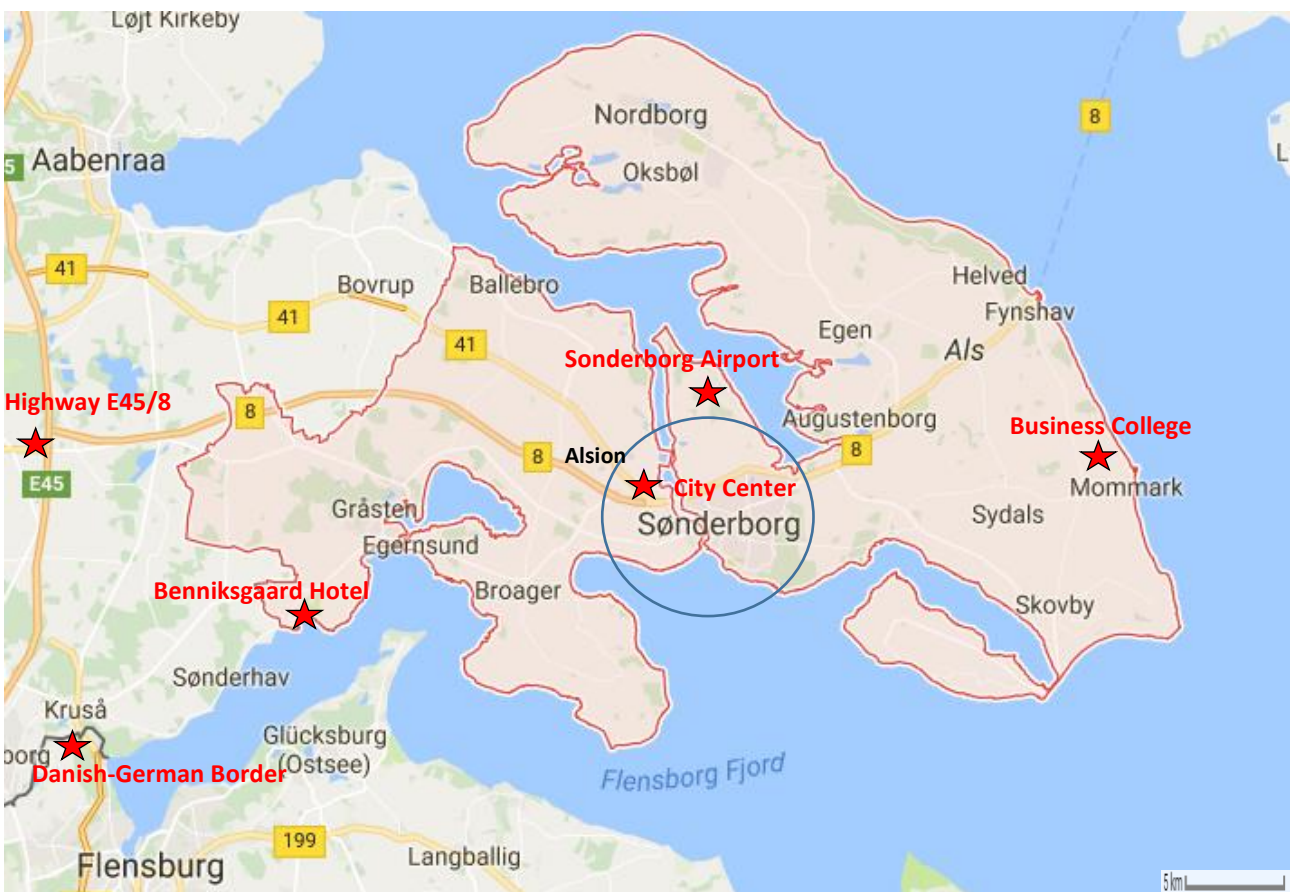 Løjt Kirkeby
Nordborg
8
Aabenraa
5
Oksbøl
L
41
Bovrup
Ballebro
Helved
Fynshav
41
Egen
Als
41
Sonderborg Airport
Highway E45/8
8
Augustenborg
Business College
8
Alsion
8
E45
City Center
Mommark
Gråsten
Sønderborg
Sydals
Egernsund
Benniksgaard Hotel
Broager
Skovby
Sønderhav
Kruså
Glücksburg
(Ostsee)
borg
Danish-German Border
Flensborg Fjord
199
Langballig
Flensburg
5 km